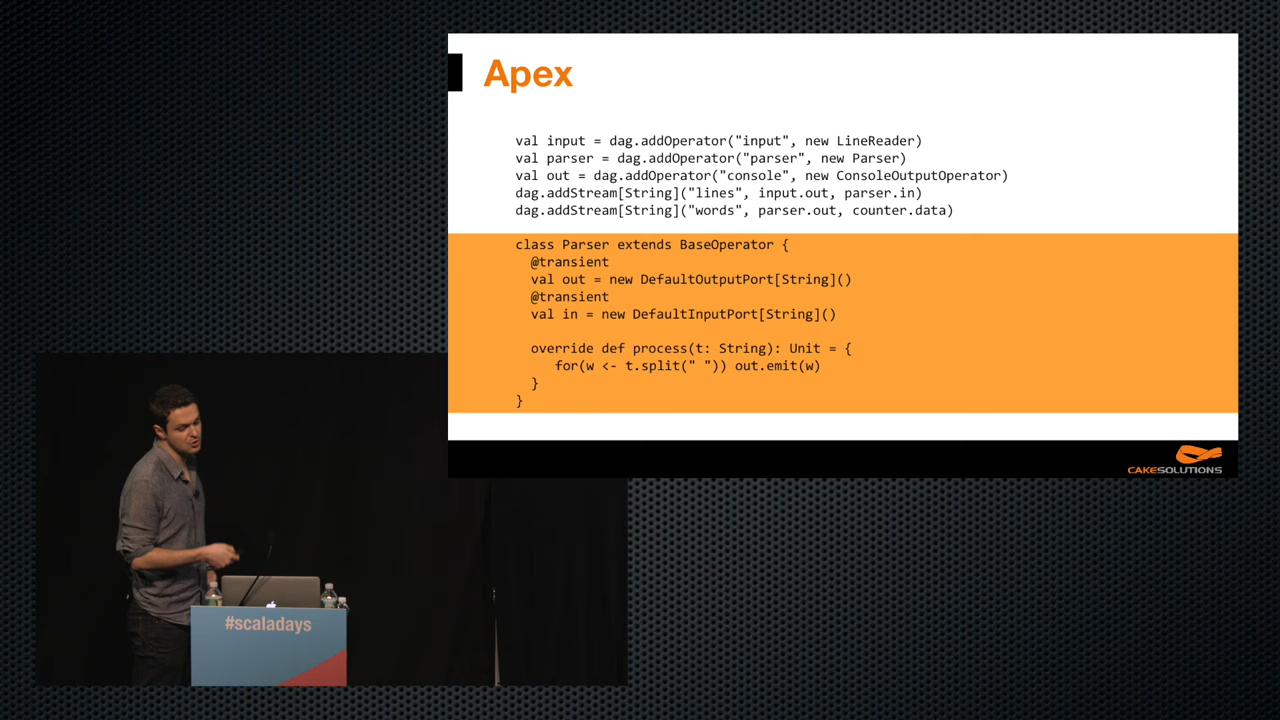 Apex
val input = dag.addOperator("input", new LineReader)
val parser = dag.addOperator("parser", new Parser)
val out = dag.addOperator("console", new ConsoleOutputOperator)
dag.addStream[String]("lines", input.out, parser.in)
dag.addStream[String]("words", parser.out, counter.data)
class Parser extends BaseOperator {
@transient
val out = new DefaultOutputPort[String]()
@transient
val in = new DefaultInputPort[String]()
override def process(t: String): Unit = {
for(w <- t.split(" ")) out.emit(w)
}
}
CAKESOLUTIONS
#scaladays